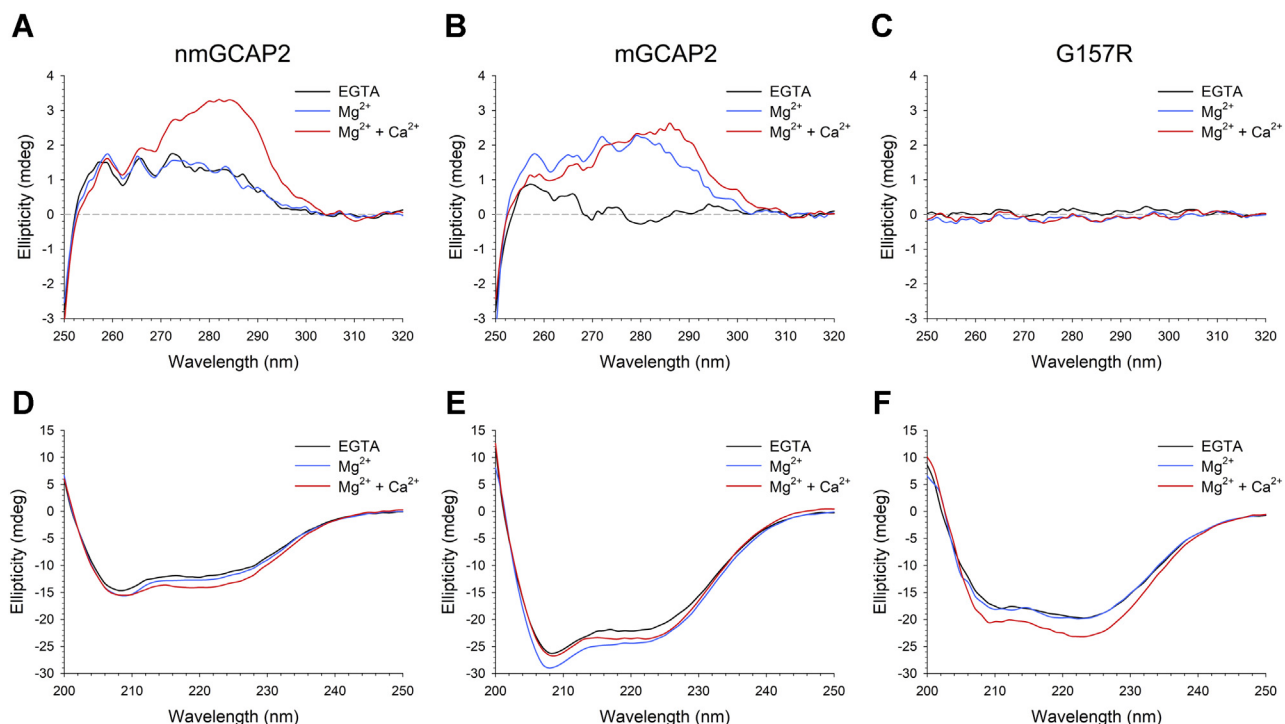 A
nmGCAP2
4
3
2
1
0
-1
-2
-3
Ellipticity (mdeg)
EGTA
Mg²⁺
Mg²⁺ + Ca²⁺
250 260 270 280 290 300 310 320
Wavelength (nm)
B
mGCAP2
4
3
2
1
0
-1
-2
-3
Ellipticity (mdeg)
EGTA
Mg²⁺
Mg²⁺ + Ca²⁺
250 260 270 280 290 300 310 320
Wavelength (nm)
C
G157R
4
3
2
1
0
-1
-2
-3
Ellipticity (mdeg)
EGTA
Mg²⁺
Mg²⁺ + Ca²⁺
250 260 270 280 290 300 310 320
Wavelength (nm)
D
15
10
5
0
-5
-10
-15
-20
-25
-30
Ellipticity (mdeg)
EGTA
Mg²⁺
Mg²⁺ + Ca²⁺
200 210 220 230 240 250
Wavelength (nm)
E
15
10
5
0
-5
-10
-15
-20
-25
-30
Ellipticity (mdeg)
EGTA
Mg²⁺
Mg²⁺ + Ca²⁺
200 210 220 230 240 250
Wavelength (nm)
F
15
10
5
0
-5
-10
-15
-20
-25
-30
Ellipticity (mdeg)
EGTA
Mg²⁺
Mg²⁺ + Ca²⁺
200 210 220 230 240 250
Wavelength (nm)